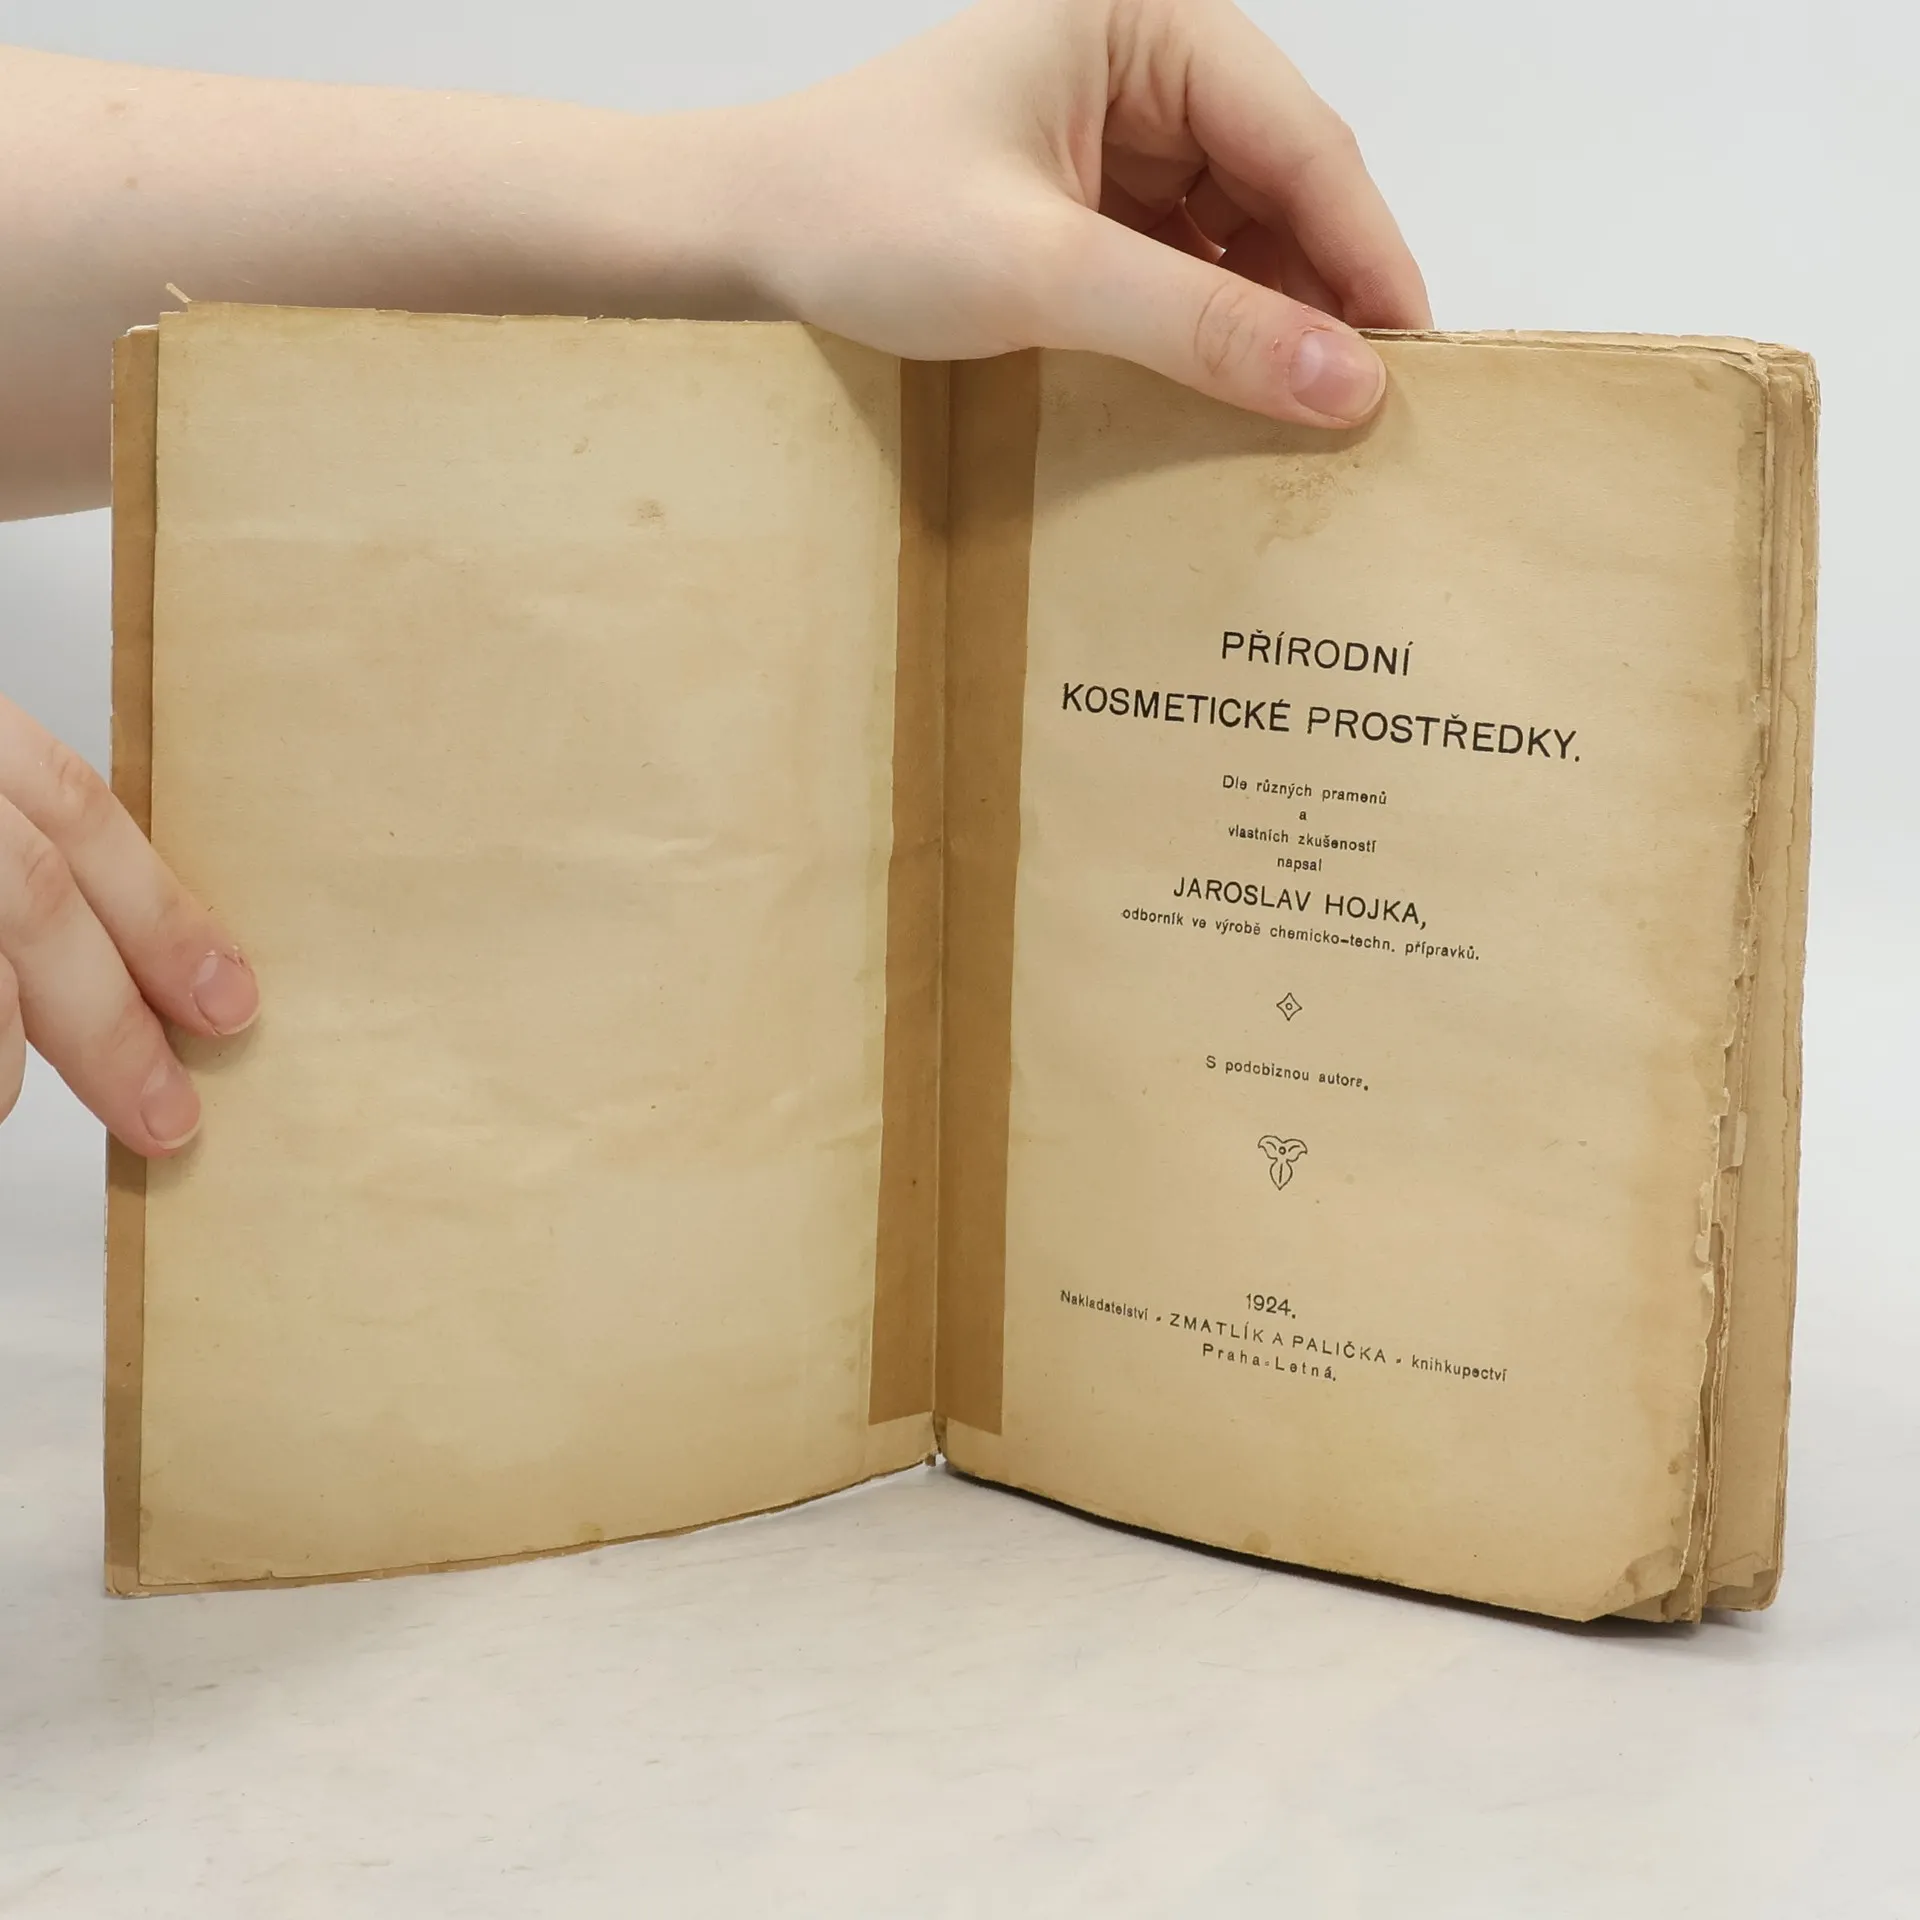 PŘÍRODNÍ
KOSMETICKÉ PROSTŘEDKY.
Dle různých pramenů
a
vlastních zkušeností
napsal
JAROSLAV HOJKA,
odborník ve výrobě chemicko-techn. přípravků.
S podobiznou autora.
1924.
Nakladatelství - ZMATLÍK A PALIČKA - knihkupectví
Praha-Letná.